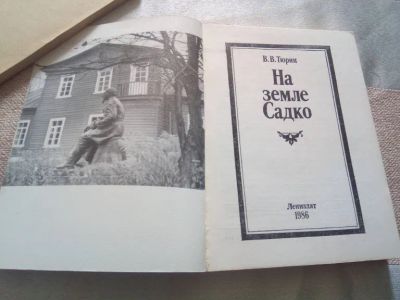 В. В. Тюрин
На
земле
Садко
Лениздат
1986